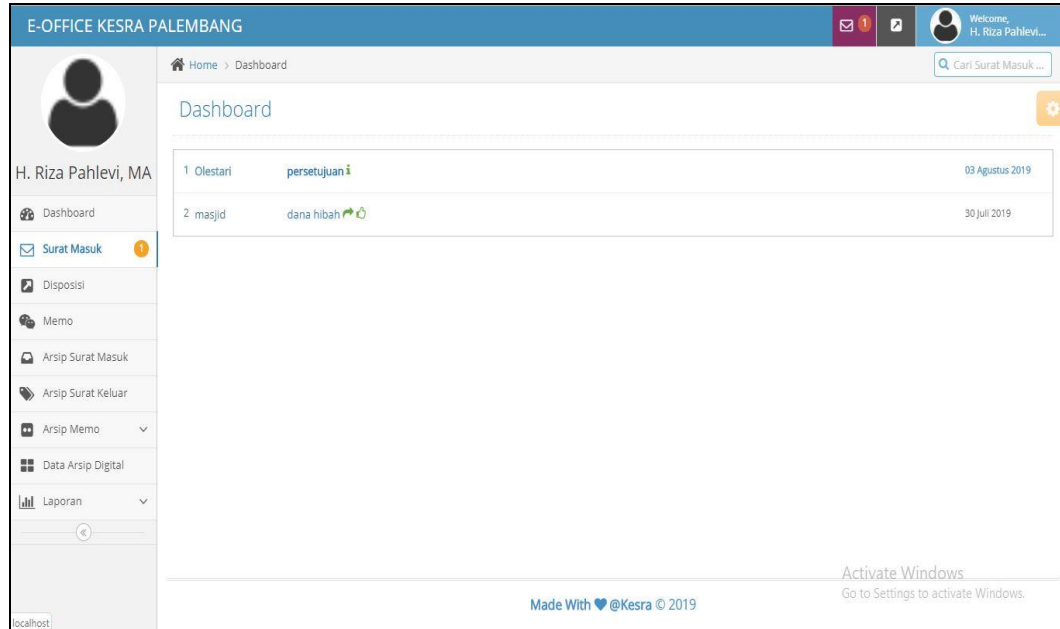 E-OFFICE KESRA PALEMBANG
1
Welcome,
H. Riza Pahlevi...
Home > Dashboard
Cari Surat Masuk ...
Dashboard
H. Riza Pahlevi, MA
1 Olestari persetujuan 03 Agustus 2019
2 masjid dana hibah 30 Juli 2019
Dashboard
Surat Masuk 1
Disposisi
Memo
Arsip Surat Masuk
Arsip Surat Keluar
Arsip Memo
Data Arsip Digital
Laporan
Activate Windows
Go to Settings to activate Windows.
Made With @Kesra © 2019
localhost